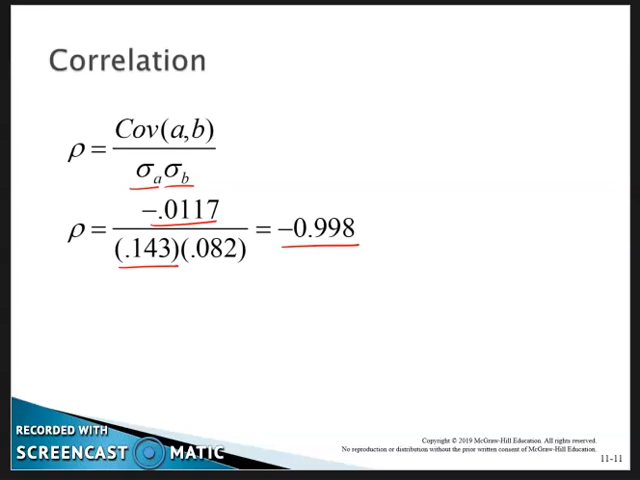 Correlation
ρ = Cov(a,b) / σaσb
ρ = −.0117 / (.143)(.082) = −0.998
RECORDED WITH
SCREENCAST MATIC
Copyright © 2019 McGraw-Hill Education. All rights reserved.
No reproduction or distribution without the prior written consent of McGraw-Hill Education.
11-11